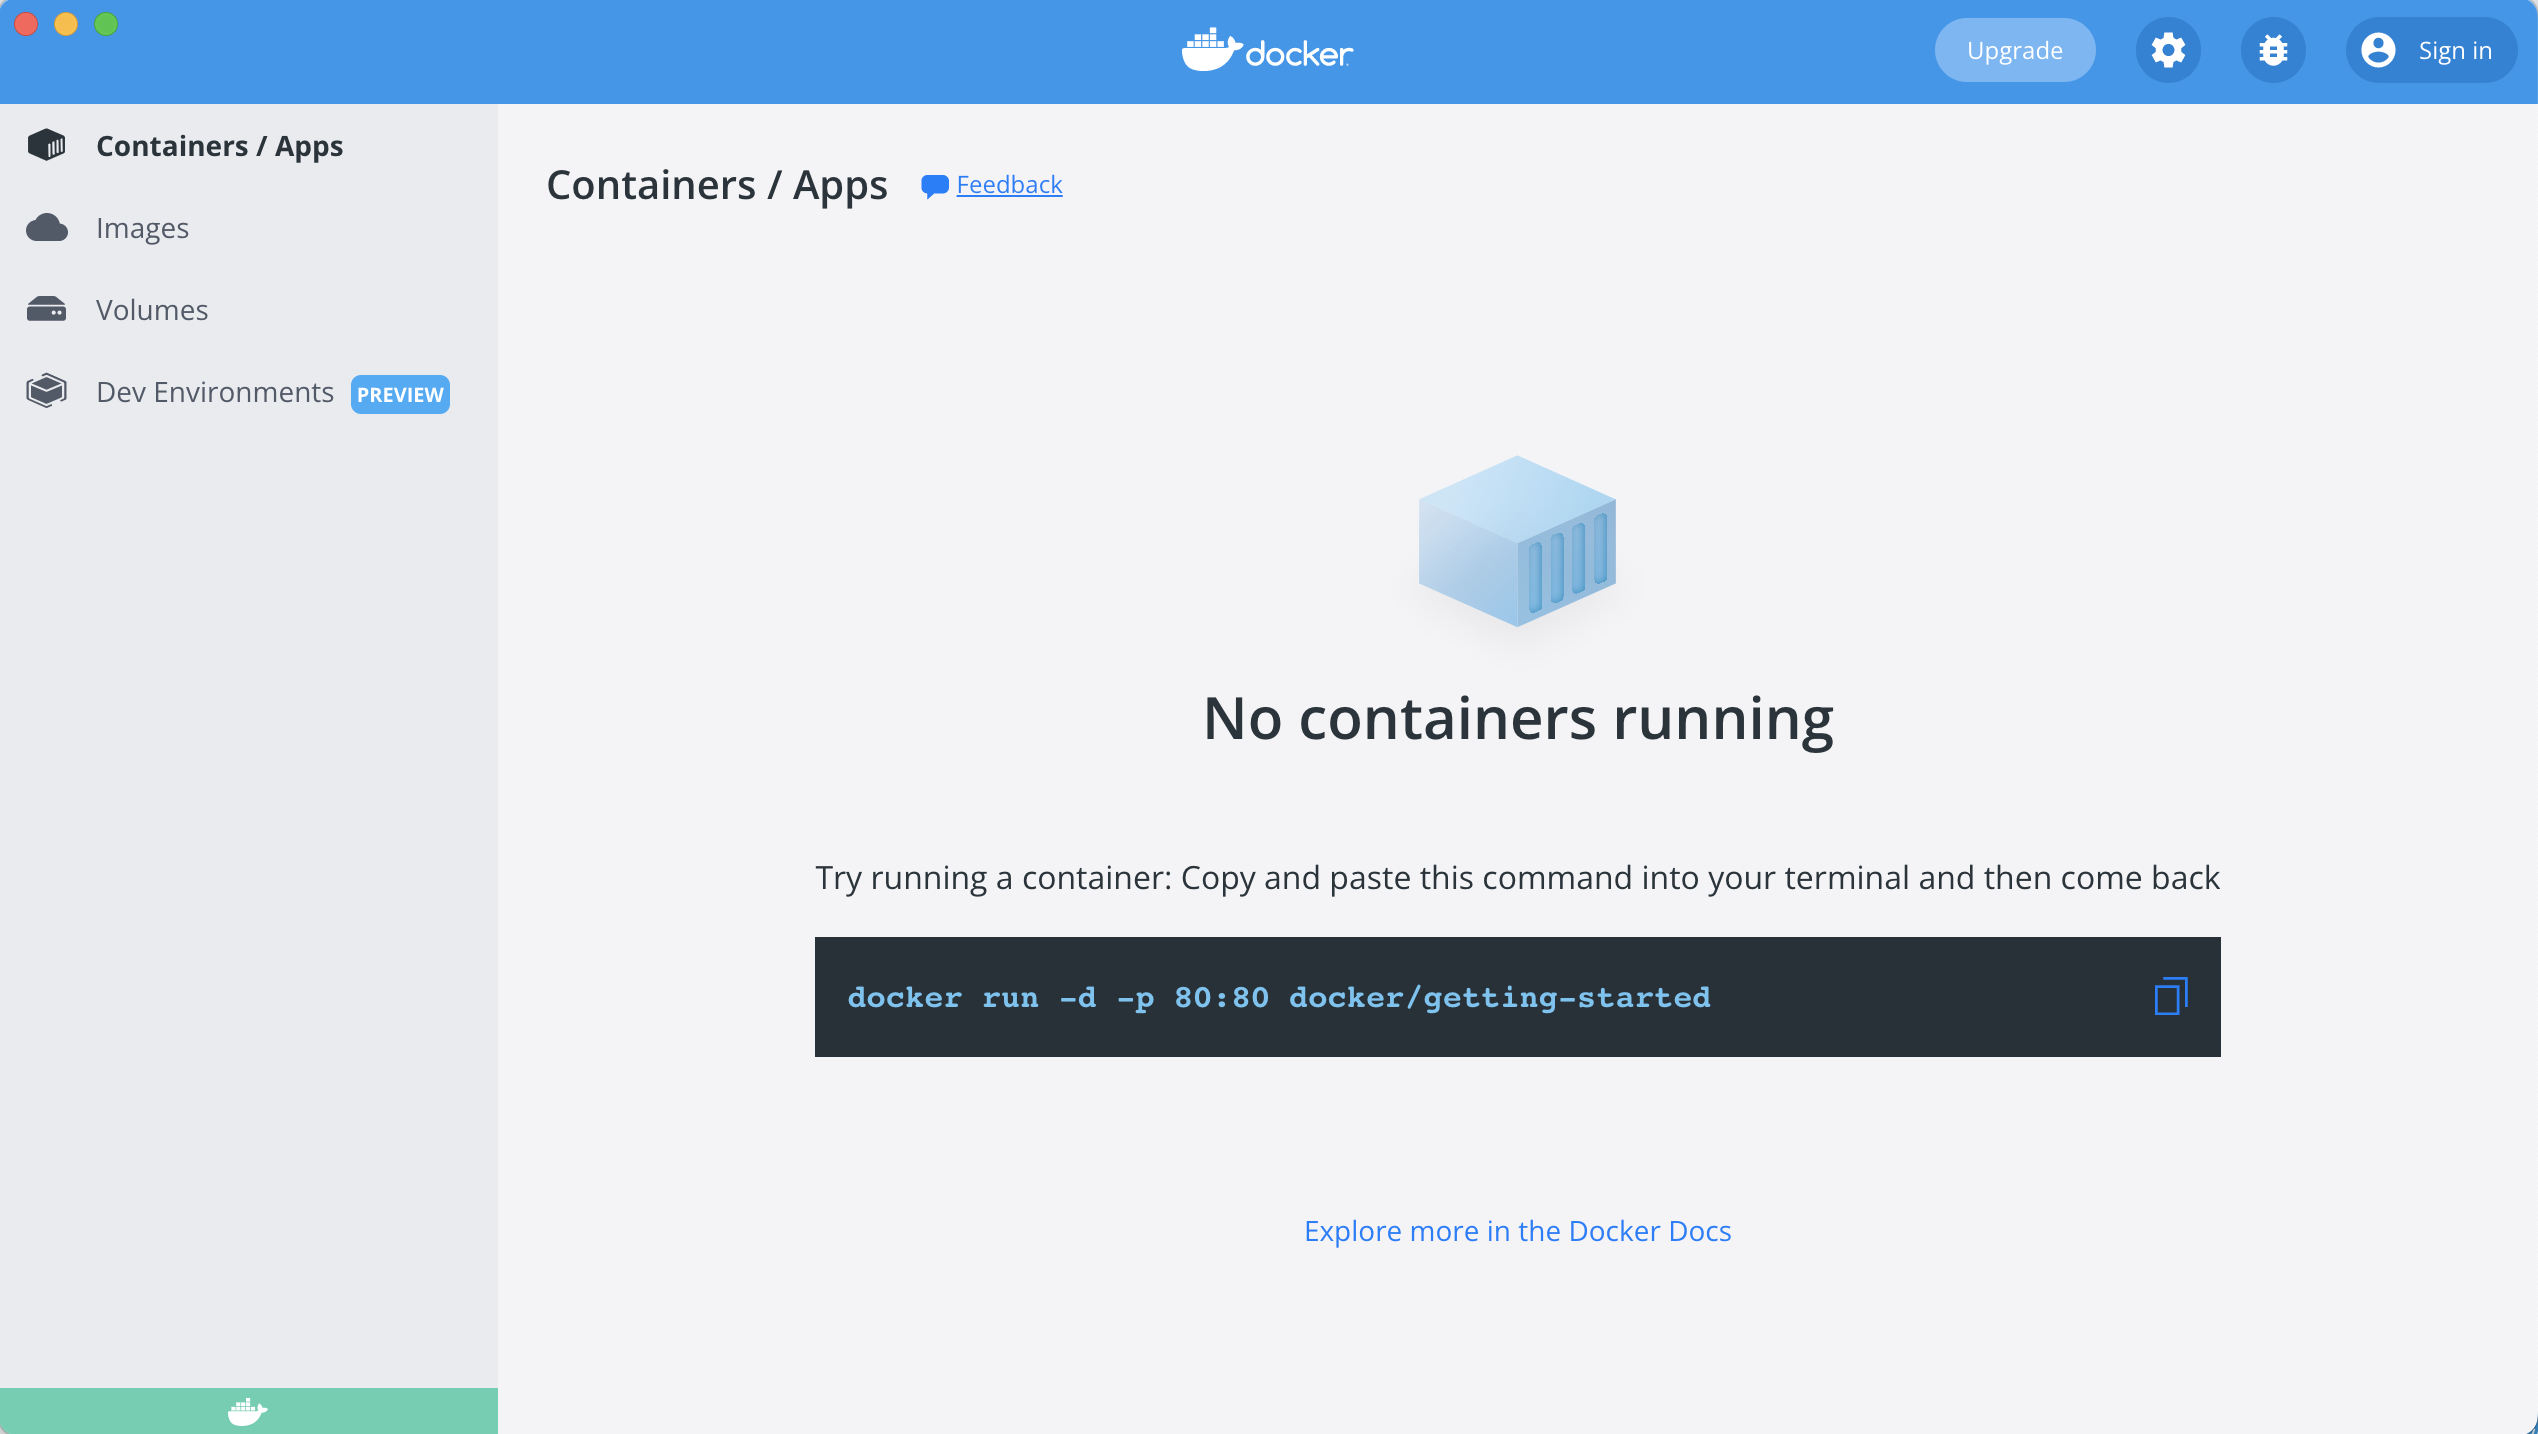 docker
Upgrade
Sign in
Containers / Apps
Images
Volumes
Dev Environments PREVIEW
Containers / Apps Feedback
No containers running
Try running a container: Copy and paste this command into your terminal and then come back
docker run -d -p 80:80 docker/getting-started
Explore more in the Docker Docs